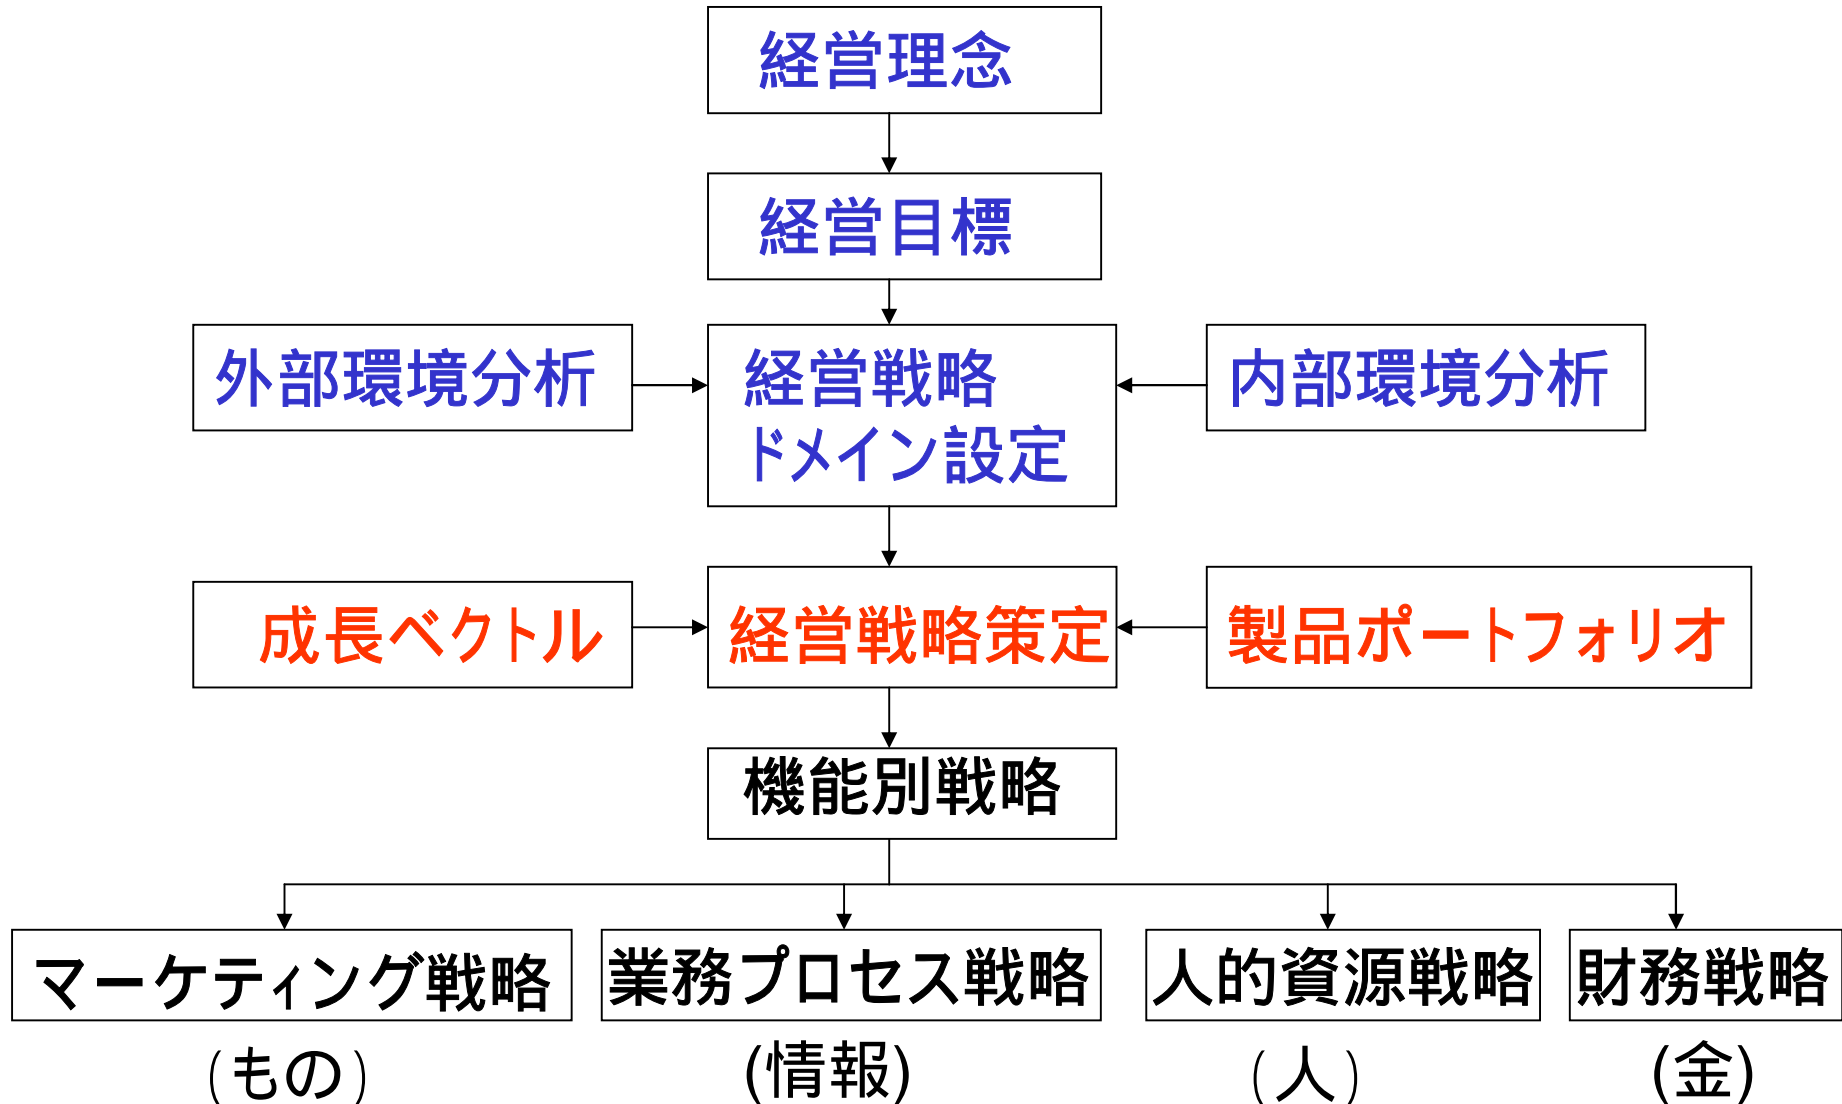 経営理念
経営目標
外部環境分析
経営戦略
ドメイン設定
内部環境分析
成長ベクトル
経営戦略策定
製品ポートフォリオ
機能別戦略
マーケティング戦略
業務プロセス戦略
人的資源戦略
財務戦略
(もの)
(情報)
(人)
(金)